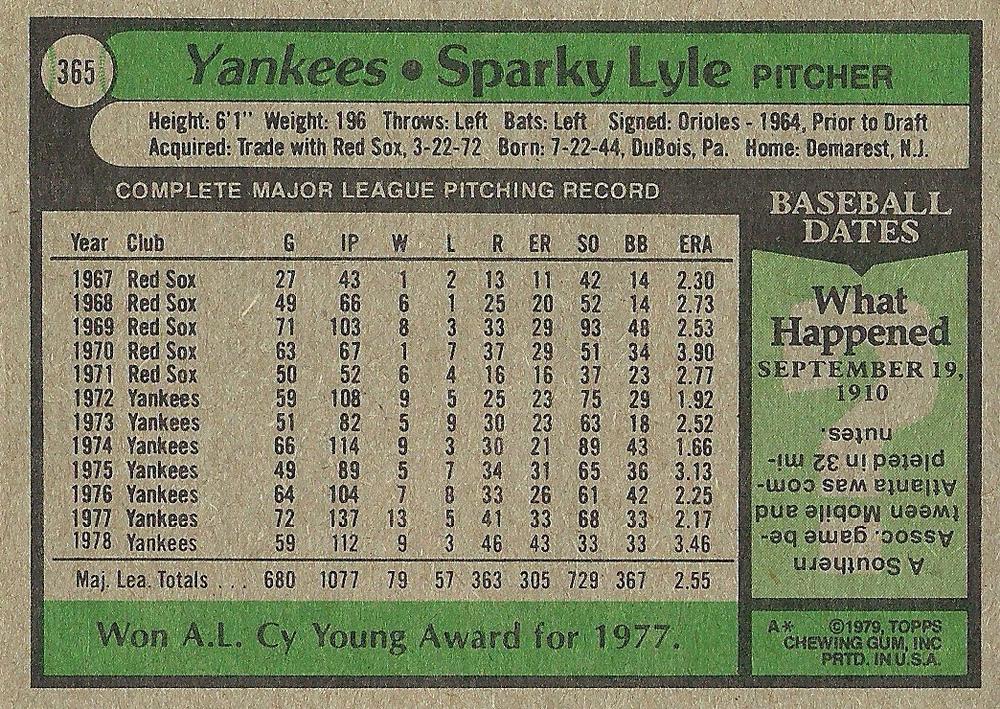 365
Yankees • Sparky Lyle PITCHER
Height: 6'1" Weight: 196 Throws: Left Bats: Left Signed: Orioles - 1964, Prior to Draft
Acquired: Trade with Red Sox, 3-22-72 Born: 7-22-44, DuBois, Pa. Home: Demarest, N.J.
COMPLETE MAJOR LEAGUE PITCHING RECORD
Year Club G IP W L R ER SO BB ERA
1967 Red Sox 27 43 1 2 13 11 42 14 2.30
1968 Red Sox 49 66 6 1 25 20 52 14 2.73
1969 Red Sox 71 103 8 3 33 29 93 48 2.53
1970 Red Sox 63 67 1 7 37 29 51 34 3.90
1971 Red Sox 50 52 6 4 16 16 37 23 2.77
1972 Yankees 59 108 9 5 25 23 75 29 1.92
1973 Yankees 51 82 5 9 30 23 63 18 2.52
1974 Yankees 66 114 9 3 30 21 89 43 1.66
1975 Yankees 49 89 5 7 34 31 65 36 3.13
1976 Yankees 64 104 7 8 33 26 61 42 2.25
1977 Yankees 72 137 13 5 41 33 68 33 2.17
1978 Yankees 59 112 9 3 46 43 33 33 3.46
Maj. Lea. Totals ... 680 1077 79 57 363 305 729 367 2.55
Won A.L. Cy Young Award for 1977.
BASEBALL
DATES
What
Happened
SEPTEMBER 19,
1910
A Southern
Assoc. game be-
tween Mobile and
Atlanta was com-
pleted in 32 mi-
nutes.
A* ©1979, TOPPS
CHEWING GUM, INC
PRTD. IN U.S.A.